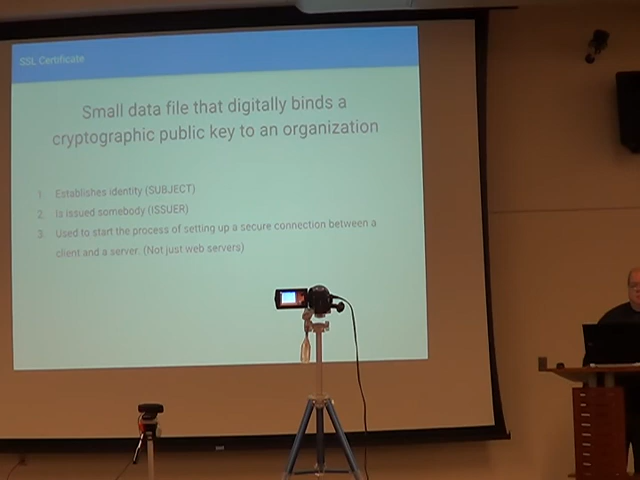 SSL Certificate
Small data file that digitally binds a
cryptographic public key to an organization
1. Establishes identity (SUBJECT)
2. Is issued somebody (ISSUER)
3. Used to start the process of setting up a secure connection between a
client and a server. (Not just web servers)